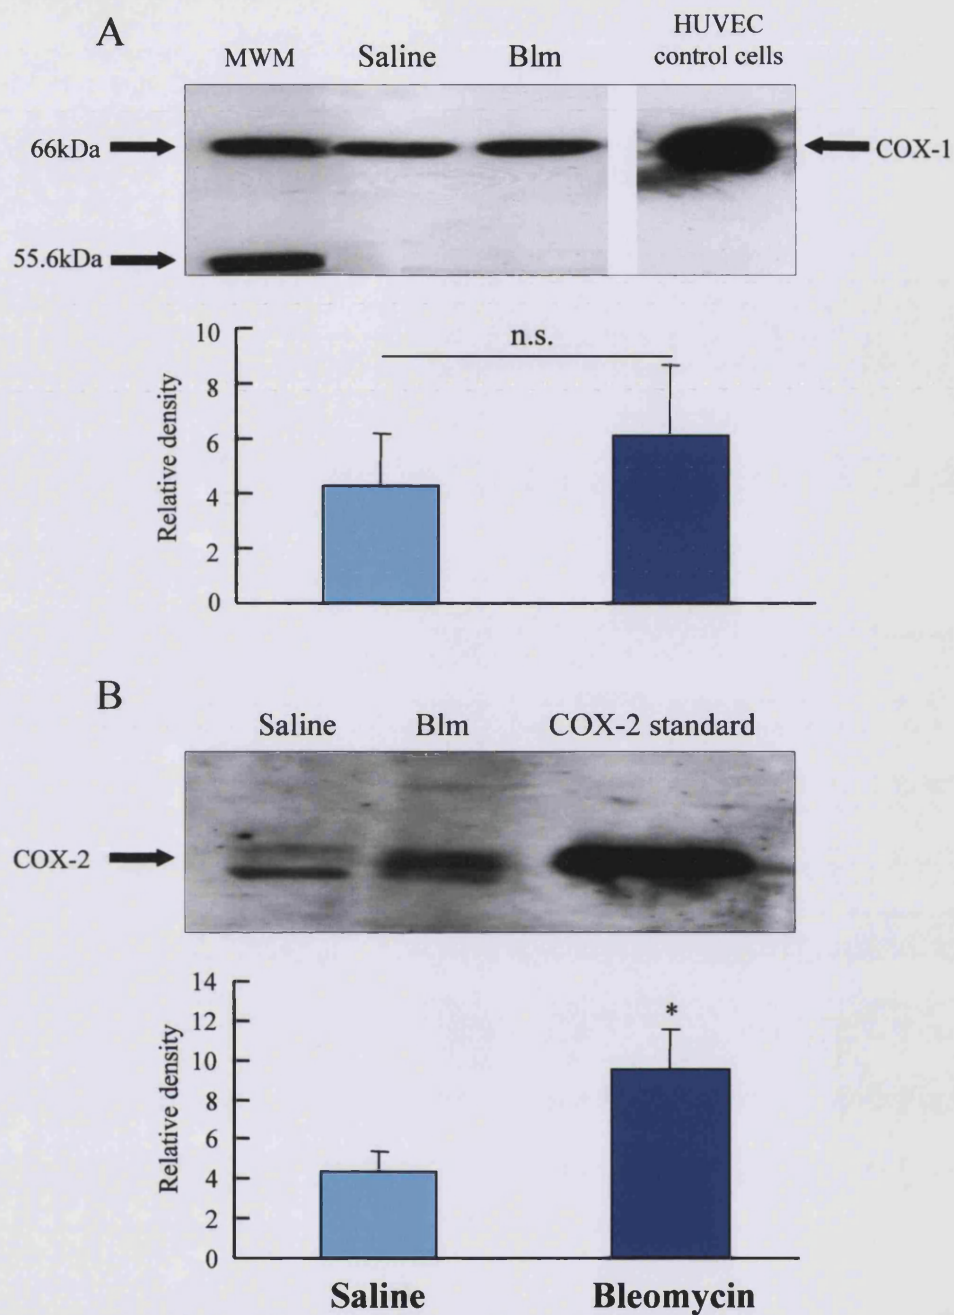 A
MWM Saline Blm HUVEC
control cells
66kDa
COX-1
55.6kDa
10
8
6
4
2
0
Relative density
n.s.
B
Saline Blm COX-2 standard
COX-2
14
12
10
8
6
4
2
0
Relative density
*
Saline Bleomycin